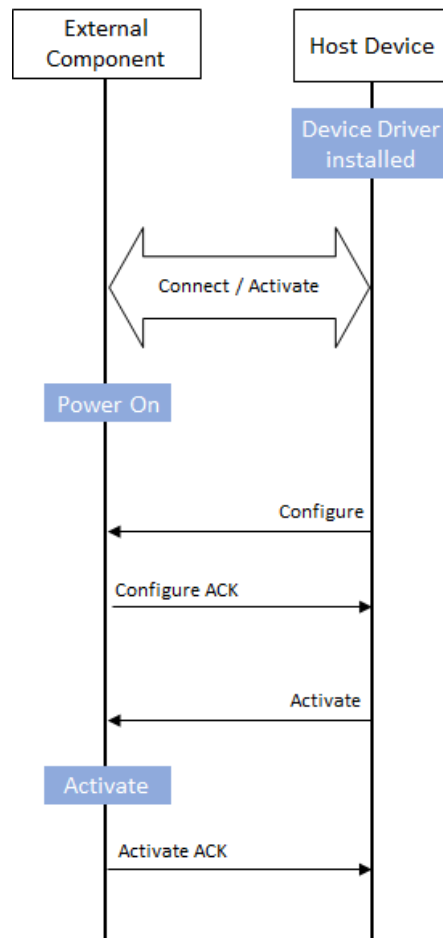 External
Component
Host Device
Device Driver
installed
Connect / Activate
Power On
Configure
Configure ACK
Activate
Activate
Activate ACK